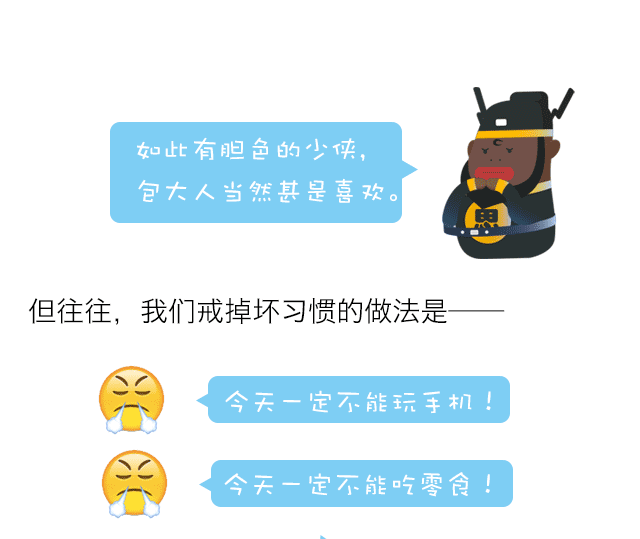 如此有胆色的少侠，
包大人当然甚是喜欢。
但往往，我们戒掉坏习惯的做法是——
今天一定不能玩手机！
今天一定不能吃零食！